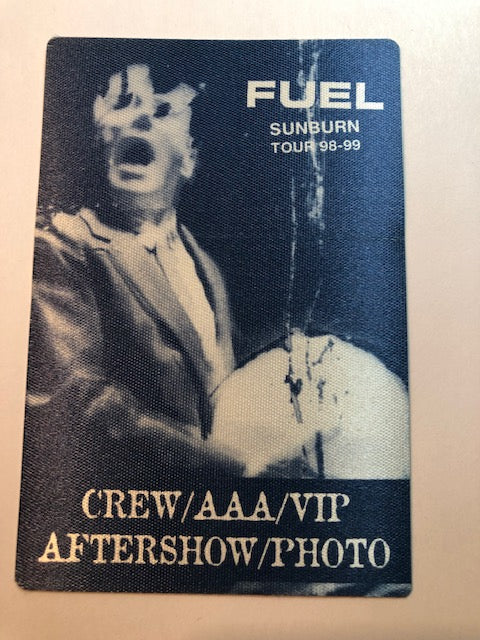 FUEL
SUNBURN
TOUR 98-99
CREW/AAA/VIP
AFTERSHOW/PHOTO